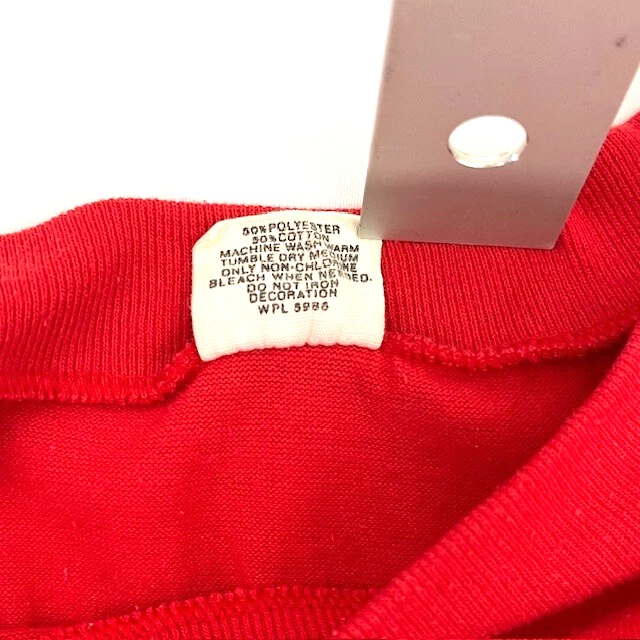 50% POLYESTER
50% COTTON
MACHINE WASH WARM
TUMBLE DRY MEDIUM
ONLY NON-CHLORINE
BLEACH WHEN NEEDED.
DO NOT IRON
DECORATION
WPL 5986